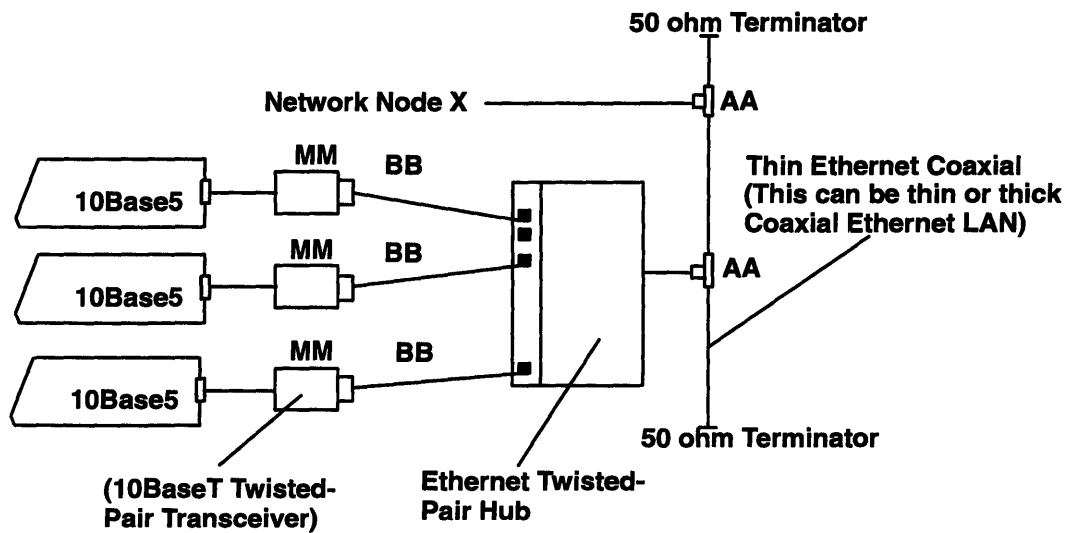 50 ohm Terminator
Network Node X
AA
MM
BB
10Base5
Thin Ethernet Coaxial
(This can be thin or thick
Coaxial Ethernet LAN)
MM
BB
10Base5
AA
MM
BB
10Base5
50 ohm Terminator
(10BaseT Twisted-
Pair Transceiver)
Ethernet Twisted-
Pair Hub